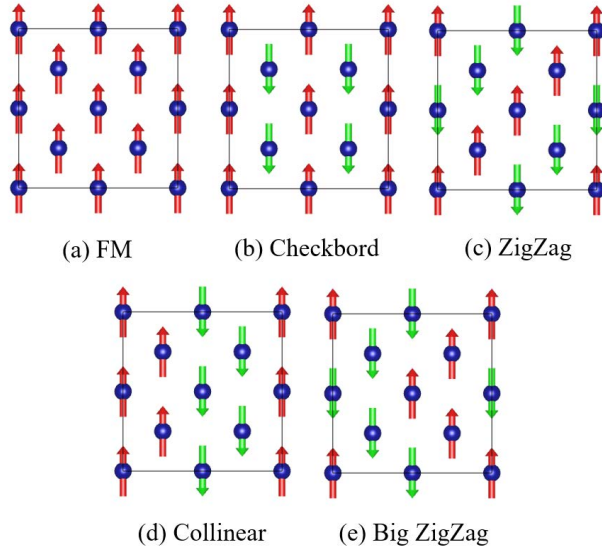 (a) FM
(b) Checkbord
(c) ZigZag
(d) Collinear
(e) Big ZigZag